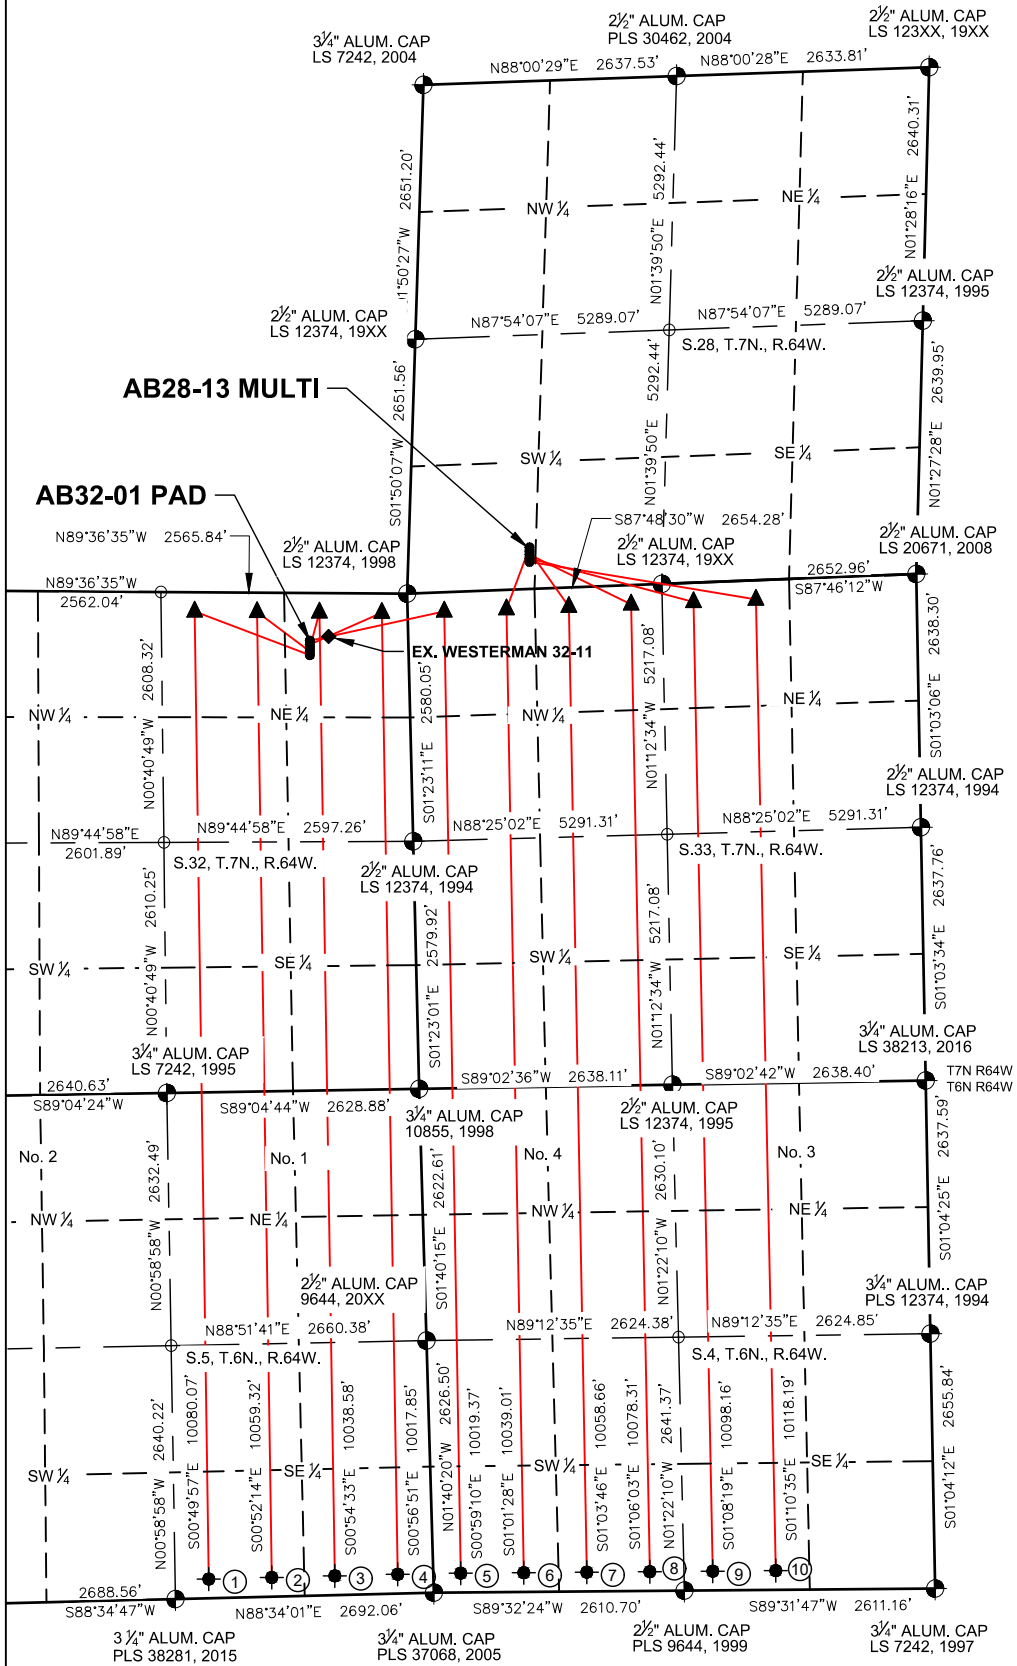 2½" ALUM. CAP
PLS 30462, 2004
2½" ALUM. CAP
LS 123XX, 19XX
3¼" ALUM. CAP
LS 7242, 2004
N88°00'29"E 2637.53'
N88°00'28"E 2633.81'
2651.20'
5292.44'
2640.31'
NW ¼
NE ¼
1°50'27"W
N01°39'50"E
N01°28'16"E
2½" ALUM. CAP
LS 12374, 1995
2½" ALUM. CAP
LS 12374, 19XX
N87°54'07"E 5289.07'
N87°54'07"E 5289.07'
S.28, T.7N., R.64W.
AB28-13 MULTI
2651.56'
5292.44'
2639.95'
SW ¼
SE ¼
S01°50'07"W
N01°39'50"E
N01°27'28"E
AB32-01 PAD
N89°36'35"W 2565.84'
S87°48'30"W 2654.28'
2½" ALUM. CAP
LS 12374, 1998
2½" ALUM. CAP
LS 12374, 19XX
2½" ALUM. CAP
LS 20671, 2008
N89°36'35"W
2562.04'
2652.96'
S87°46'12"W
EX. WESTERMAN 32-11
2608.32'
2580.05'
5217.08'
2638.30'
NW ¼
NE ¼
NW ¼
NE ¼
N00°40'49"W
S01°23'11"E
N01°12'34"W
S01°03'06"E
2½" ALUM. CAP
LS 12374, 1994
N89°44'58"E
2601.89'
N89°44'58"E 2597.26'
N88°25'02"E 5291.31'
N88°25'02"E 5291.31'
S.32, T.7N., R.64W.
S.33, T.7N., R.64W.
2½" ALUM. CAP
LS 12374, 1994
2610.25'
2579.92'
5217.08'
2637.76'
SW ¼
SE ¼
SW ¼
SE ¼
N00°40'49"W
S01°23'01"E
N01°12'34"W
S01°03'34"E
3¼" ALUM. CAP
LS 7242, 1995
3¼" ALUM. CAP
LS 38213, 2016
T7N R64W
T6N R64W
2640.63'
S89°04'24"W
S89°04'44"W 2628.88'
S89°02'36"W 2638.11'
S89°02'42"W 2638.40'
3¼" ALUM. CAP
10855, 1998
2½" ALUM. CAP
LS 12374, 1995
No. 2
No. 1
No. 4
No. 3
2632.49'
2622.61'
2630.10'
2637.59'
NW ¼
NE ¼
NW ¼
NE ¼
N00°58'58"W
S01°40'15"E
N01°22'10"W
S01°04'25"E
2½" ALUM. CAP
9644, 20XX
3¼" ALUM.. CAP
PLS 12374, 1994
N88°51'41"E 2660.38'
N89°12'35"E 2624.38'
N89°12'35"E 2624.85'
S.5, T.6N., R.64W.
S.4, T.6N., R.64W.
N00°58'58"W 2640.22'
S00°49'57"E 10080.07'
S00°52'14"E 10059.32'
S00°54'33"E 10038.58'
S00°56'51"E 10017.85'
N01°40'20"W 2626.50'
S00°59'10"E 10019.37'
S01°01'28"E 10039.01'
S01°03'46"E 10058.66'
S01°06'03"E 10078.31'
N01°22'10"W 2641.37'
S01°08'19"E 10098.16'
S01°10'35"E 10118.19'
S01°04'12"E 2655.84'
SW ¼
SE ¼
SW ¼
SE ¼
1
2
3
4
5
6
7
8
9
10
2688.56'
S88°34'47"W
N88°34'01"E 2692.06'
S89°32'24"W 2610.70'
S89°31'47"W 2611.16'
3 ¼" ALUM. CAP
PLS 38281, 2015
3¼" ALUM. CAP
PLS 37068, 2005
2½" ALUM. CAP
PLS 9644, 1999
3¼" ALUM. CAP
LS 7242, 1997